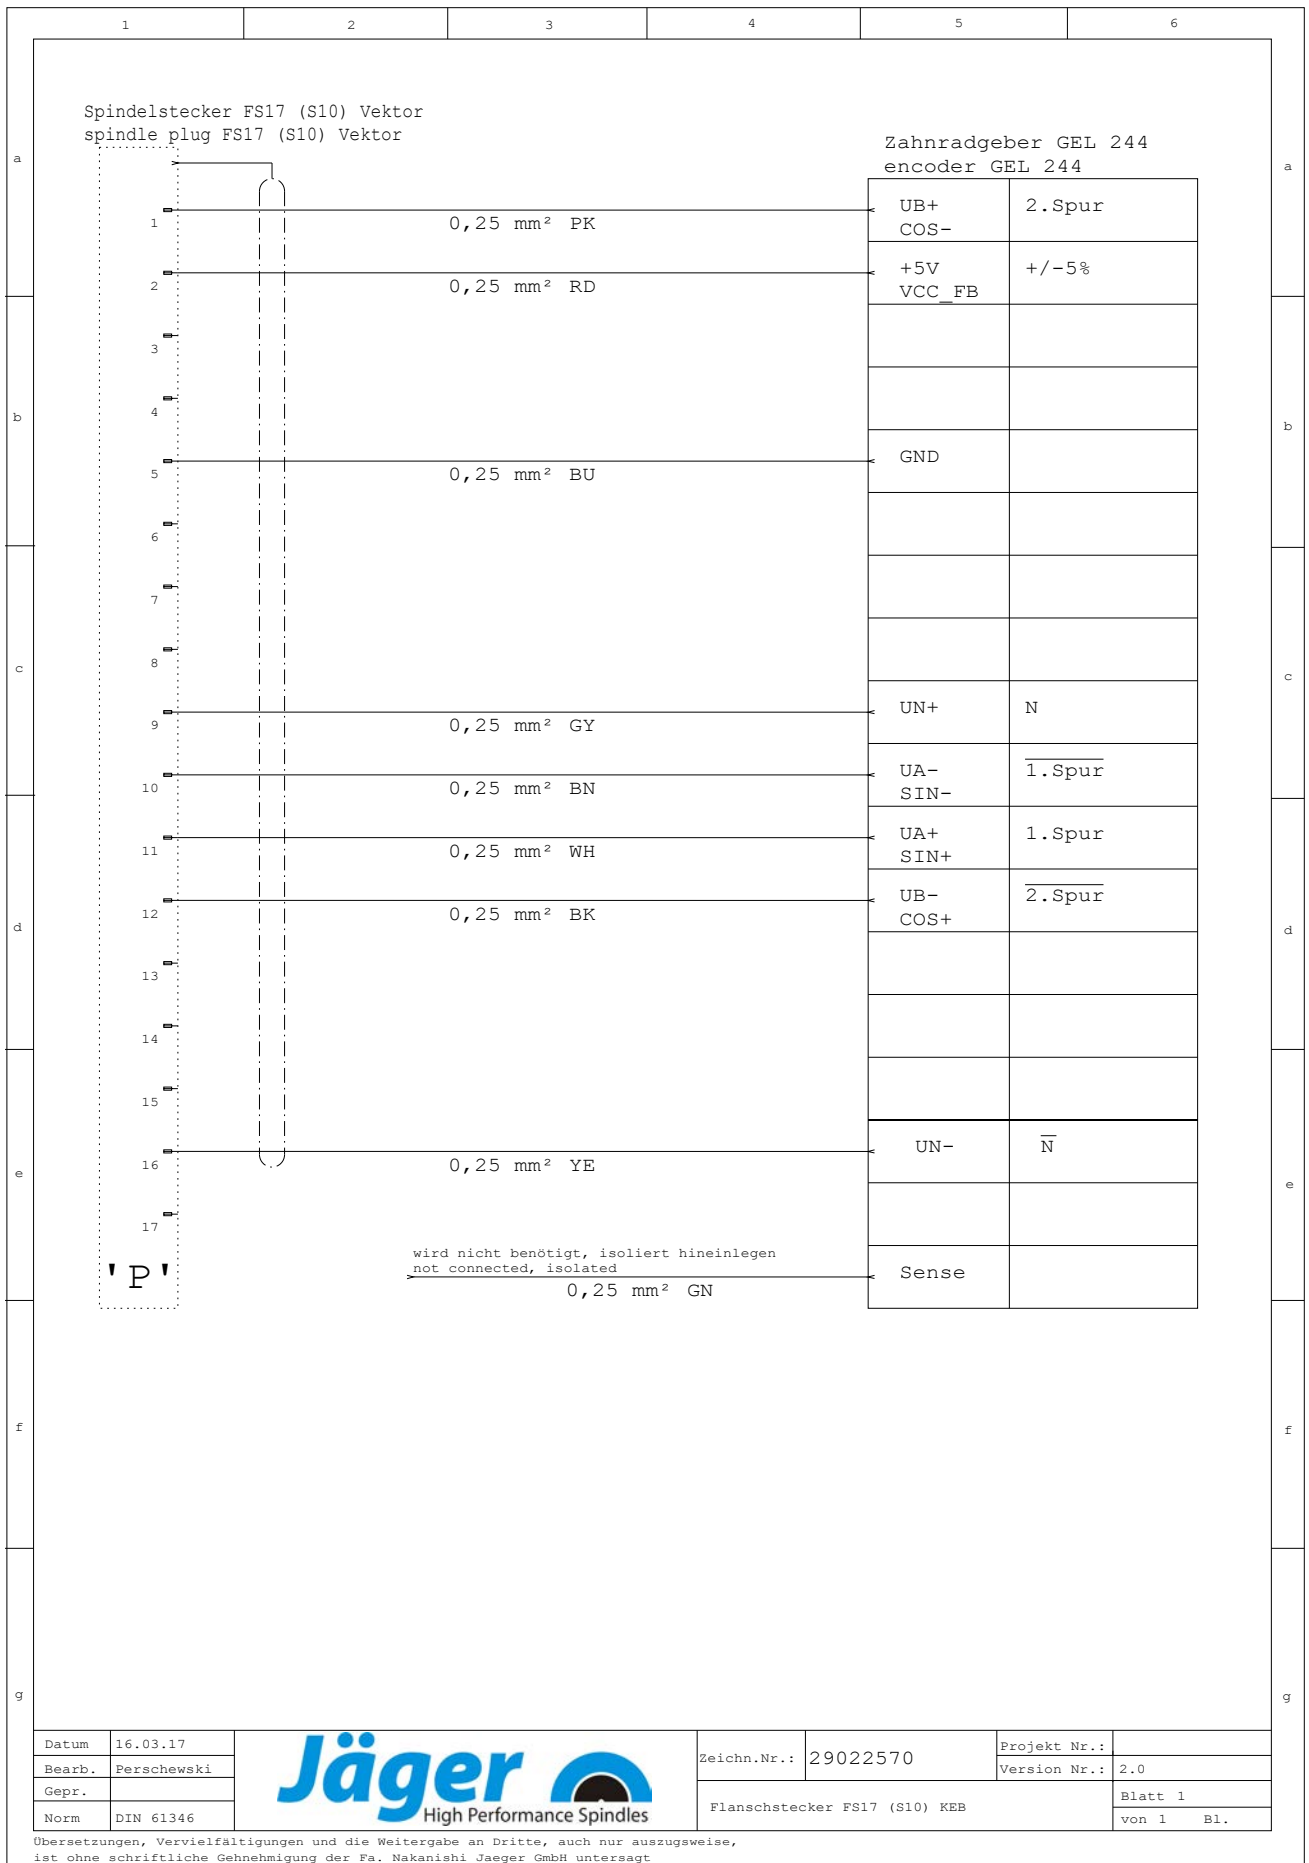 1 2 3 4 5 6
Spindelstecker FS17 (S10) Vektor
spindle plug FS17 (S10) Vektor
Zahnradgeber GEL 244
encoder GEL 244
a a
1 0,25 mm² PK UB+ 2.Spur
COS-
2 0,25 mm² RD +5V +/-5%
VCC_FB
3
4
b b
5 0,25 mm² BU GND
6
7
8
c c
9 0,25 mm² GY UN+ N
10 0,25 mm² BN UA- 1.Spur
SIN-
11 0,25 mm² WH UA+ 1.Spur
SIN+
12 0,25 mm² BK UB- 2.Spur
COS+
d d
13
14
15
16 0,25 mm² YE UN- N
e e
17
wird nicht benötigt, isoliert hineinlegen
not connected, isolated
'P' 0,25 mm² GN Sense
f f
g g
Datum 16.03.17
Bearb. Perschewski
Gepr.
Norm DIN 61346
Jäger
High Performance Spindles
Zeichn.Nr.: 29022570
Flanschstecker FS17 (S10) KEB
Projekt Nr.:
Version Nr.: 2.0
Blatt 1
von 1 Bl.
Übersetzungen, Vervielfältigungen und die Weitergabe an Dritte, auch nur auszugsweise,
ist ohne schriftliche Gehnehmigung der Fa. Nakanishi Jaeger GmbH untersagt